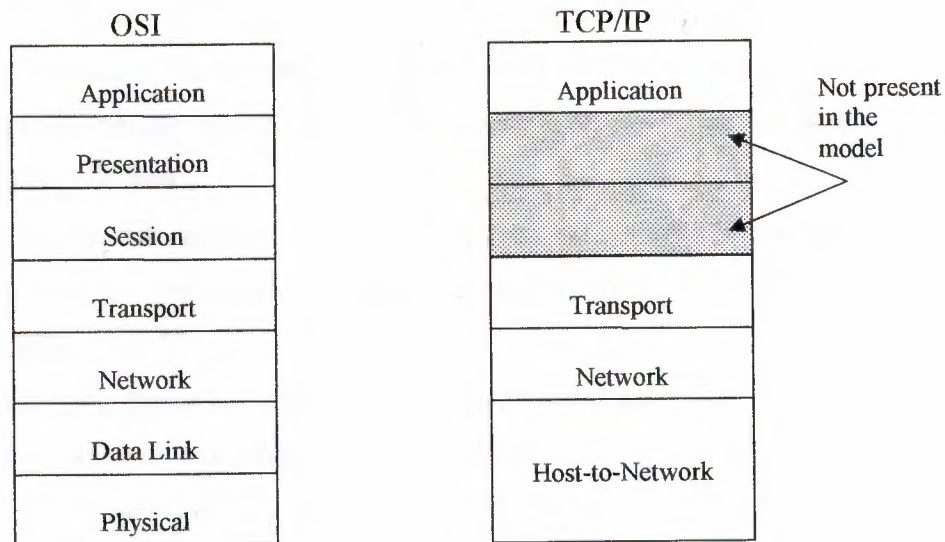 OSI
Application
Presentation
Session
Transport
Network
Data Link
Physical
TCP/IP
Application
Transport
Network
Host-to-Network
Not present
in the
model